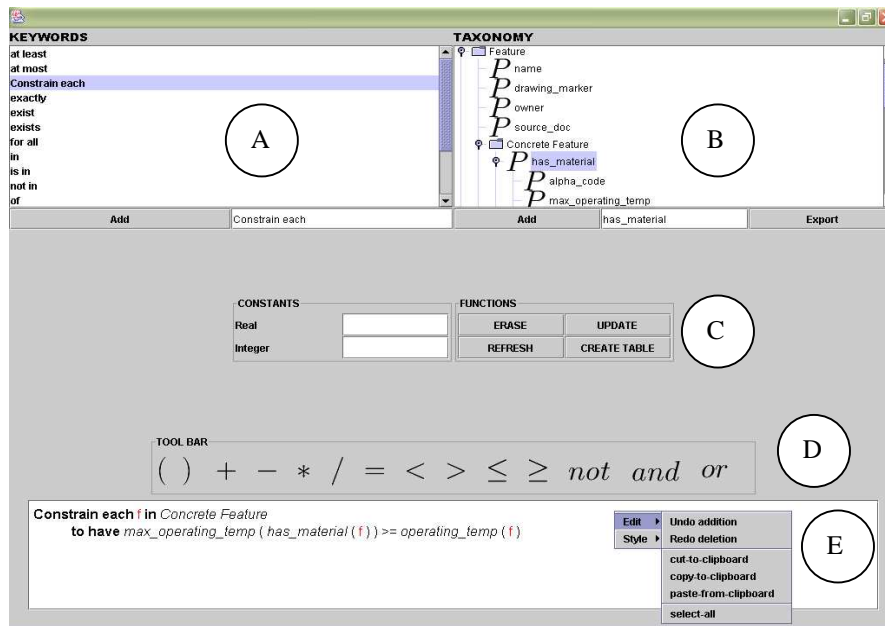 KEYWORDS
TAXONOMY
at least
at most
Constrain each
exactly
exist
exists
for all
in
is in
not in
of
A
Feature
P name
P drawing_marker
P owner
P source_doc
Concrete Feature
P has_material
P alpha_code
P max_operating_temp
B
Add
Constrain each
Add
has_material
Export
CONSTANTS
Real
Integer
FUNCTIONS
ERASE UPDATE
REFRESH CREATE TABLE
C
TOOL BAR
( ) + − * / = < > ≤ ≥ not and or
D
Constrain each f in Concrete Feature
to have max_operating_temp ( has_material ( f ) ) >= operating_temp ( f )
Edit
Style
Undo addition
Redo deletion
cut-to-clipboard
copy-to-clipboard
paste-from-clipboard
select-all
E